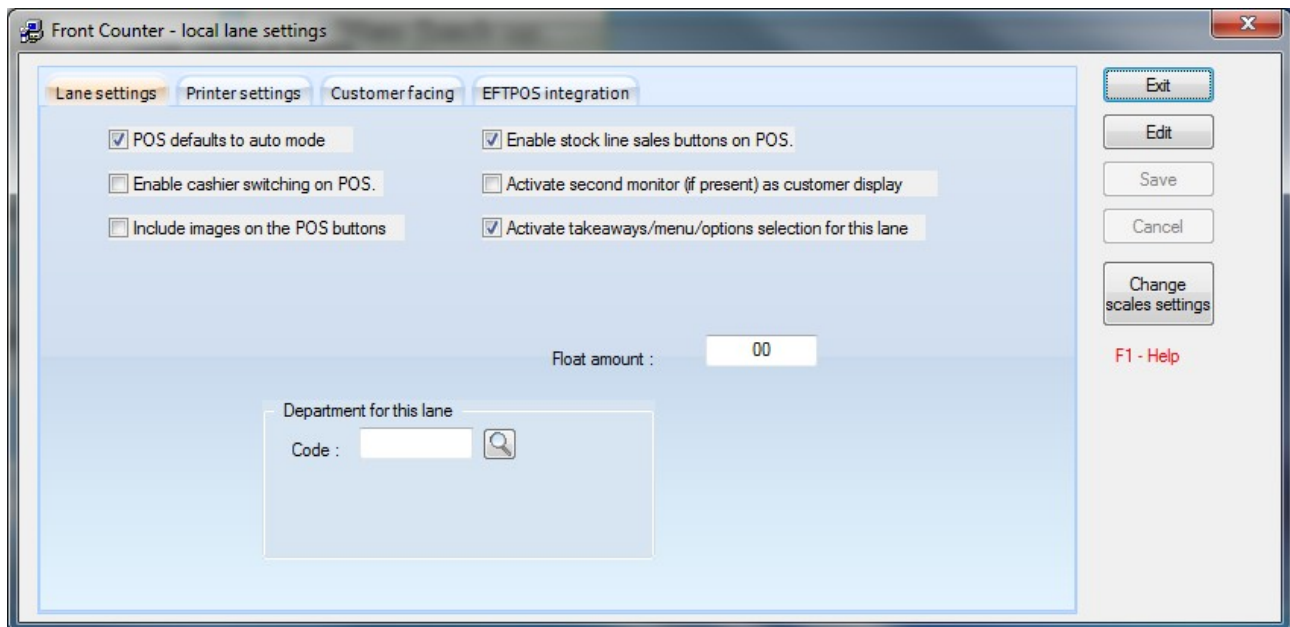 Front Counter - local lane settings
Lane settings Printer settings Customer facing EFTPOS integration
Exit
POS defaults to auto mode Enable stock line sales buttons on POS.
Edit
Enable cashier switching on POS. Activate second monitor (if present) as customer display
Save
Include images on the POS buttons Activate takeaways/menu/options selection for this lane
Cancel
Change
scales settings
Float amount : 00
F1 - Help
Department for this lane
Code :